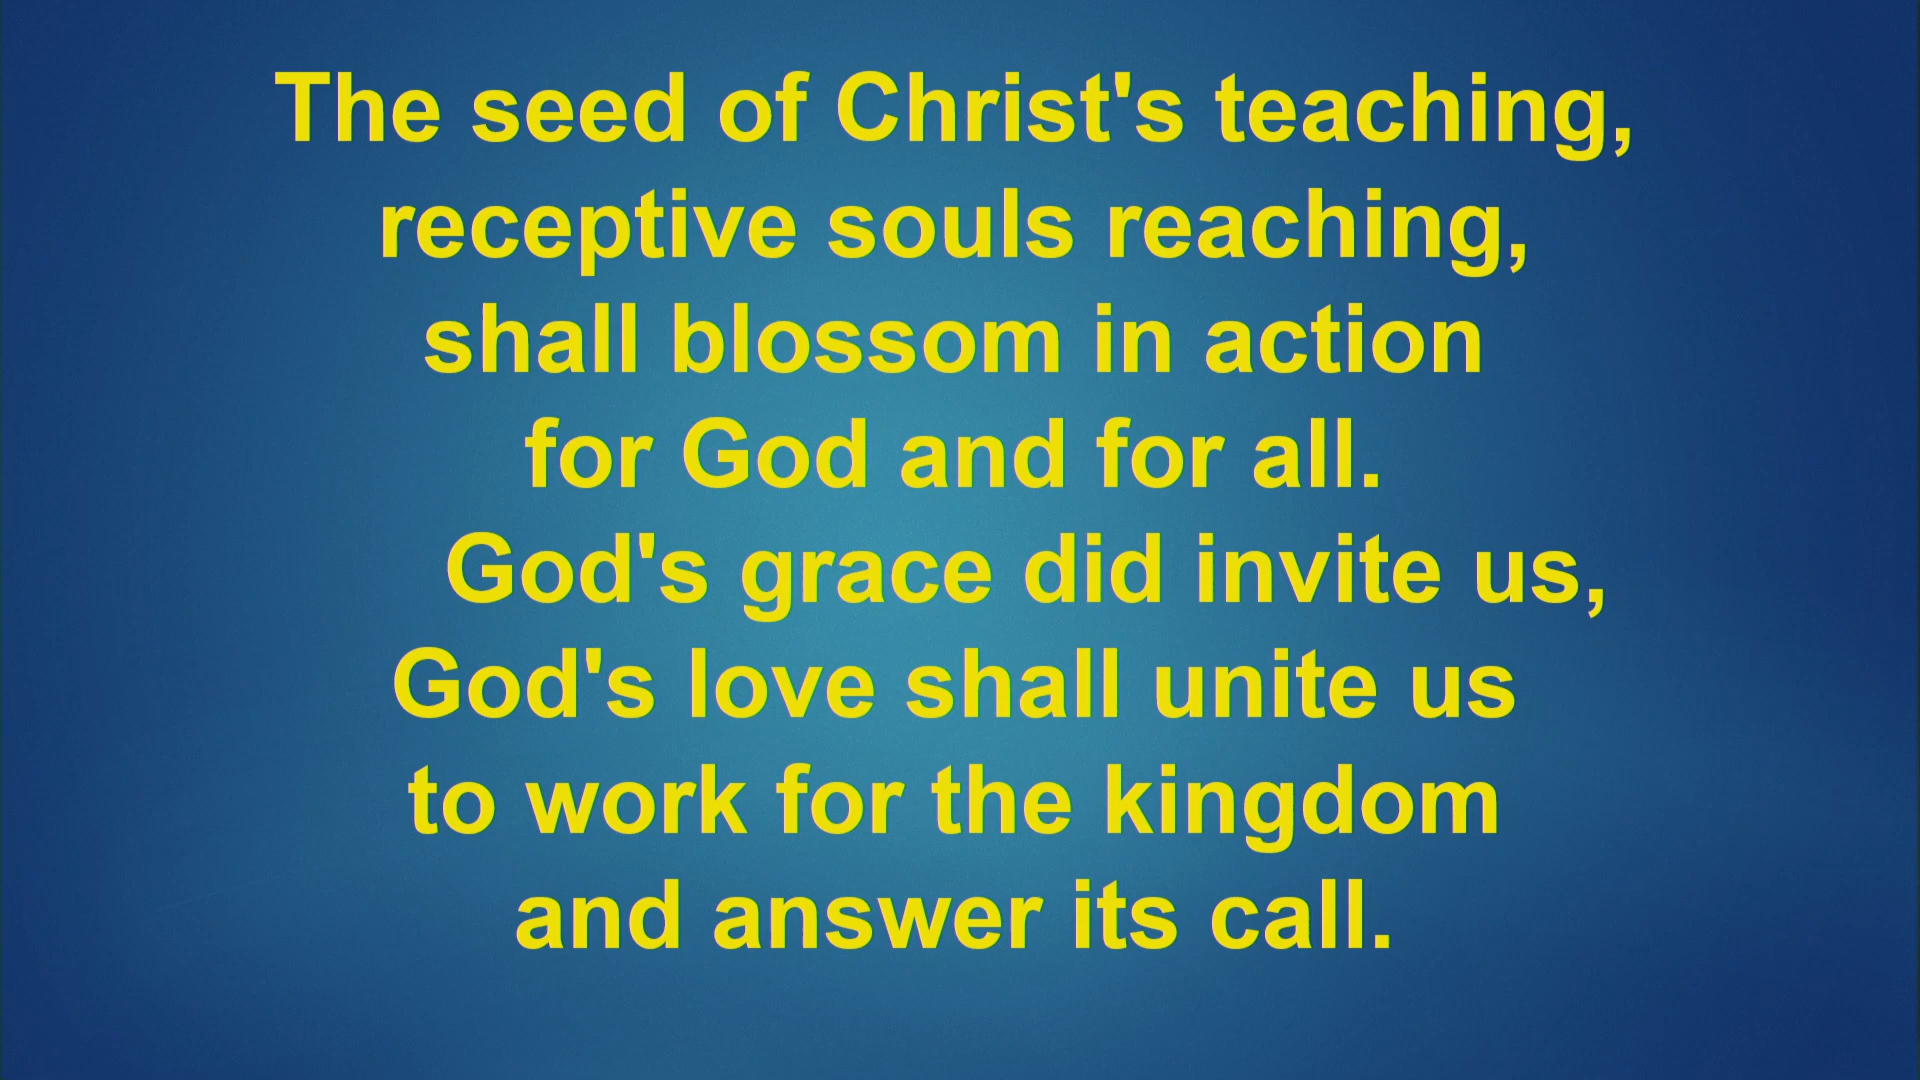 The seed of Christ's teaching,
receptive souls reaching,
shall blossom in action
for God and for all.
God's grace did invite us,
God's love shall unite us
to work for the kingdom
and answer its call.